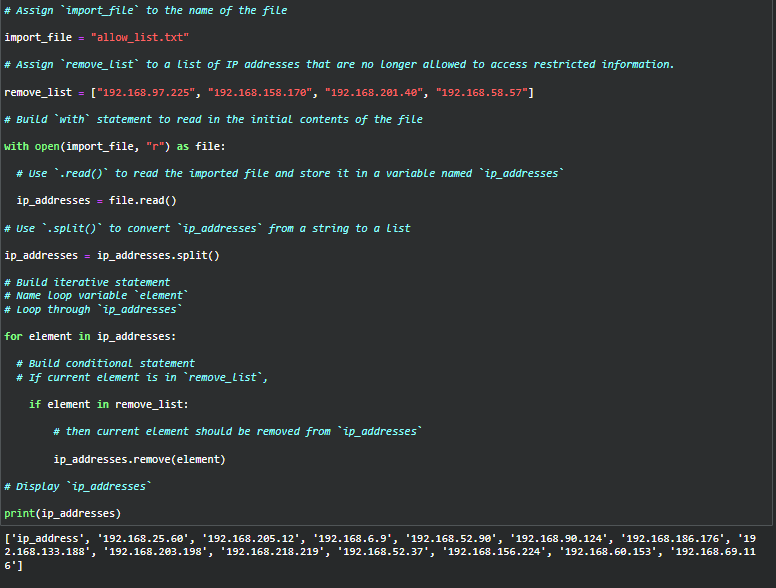 # Assign `import_file` to the name of the file
import_file = "allow_list.txt"
# Assign `remove_list` to a list of IP addresses that are no longer allowed to access restricted information.
remove_list = ["192.168.97.225", "192.168.158.170", "192.168.201.40", "192.168.58.57"]
# Build `with` statement to read in the initial contents of the file
with open(import_file, "r") as file:
  # Use `.read()` to read the imported file and store it in a variable named `ip_addresses`
  ip_addresses = file.read()
# Use `.split()` to convert `ip_addresses` from a string to a list
ip_addresses = ip_addresses.split()
# Build iterative statement
# Name loop variable `element`
# Loop through `ip_addresses`
for element in ip_addresses:
  # Build conditional statement
  # If current element is in `remove_list`,
    if element in remove_list:
        # then current element should be removed from `ip_addresses`
        ip_addresses.remove(element)
# Display `ip_addresses`
print(ip_addresses)
['ip_address', '192.168.25.60', '192.168.205.12', '192.168.6.9', '192.168.52.90', '192.168.90.124', '192.168.186.176', '19
2.168.133.188', '192.168.203.198', '192.168.218.219', '192.168.52.37', '192.168.156.224', '192.168.60.153', '192.168.69.11
6']